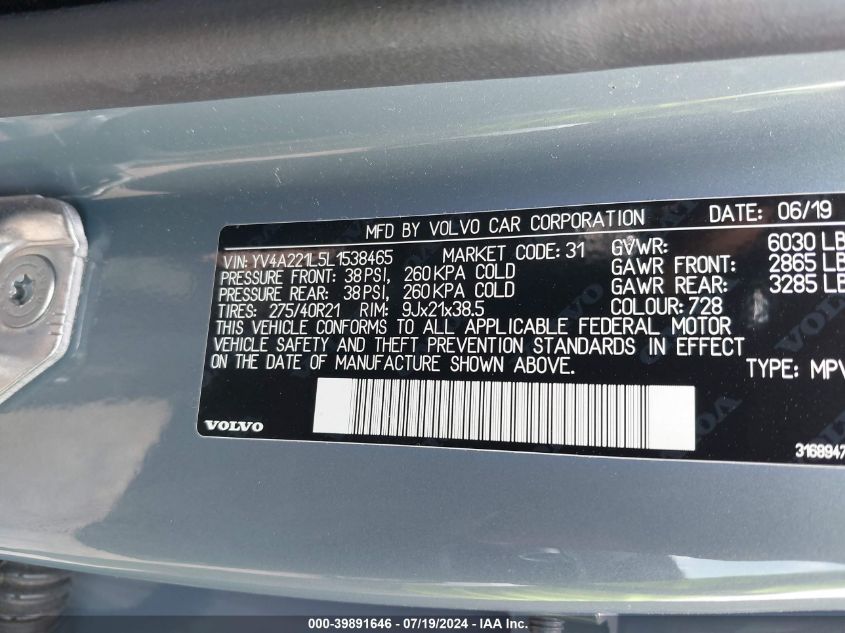 MFD BY VOLVO CAR CORPORATION DATE: 06/19
VIN: YV4A221L5L1538465 MARKET CODE: 31 GVWR: 6030 LB
PRESSURE FRONT: 38 PSI, 260 KPA COLD GAWR FRONT: 2865 LB
PRESSURE REAR: 38 PSI, 260 KPA COLD GAWR REAR: 3285 LB
TIRES: 275/40R21 RIM: 9Jx21x38.5 COLOUR: 728
THIS VEHICLE CONFORMS TO ALL APPLICABLE FEDERAL MOTOR
VEHICLE SAFETY AND THEFT PREVENTION STANDARDS IN EFFECT
ON THE DATE OF MANUFACTURE SHOWN ABOVE. TYPE: MPV
VOLVO
3168947
000-39891646 / 07/19/2024 - IAA Inc.